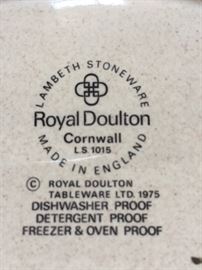 LAMBETH STONEWARE
Royal Doulton
Cornwall
L.S. 1015
MADE IN ENGLAND
© ROYAL DOULTON
TABLEWARE LTD. 1975
DISHWASHER PROOF
DETERGENT PROOF
FREEZER & OVEN PROOF